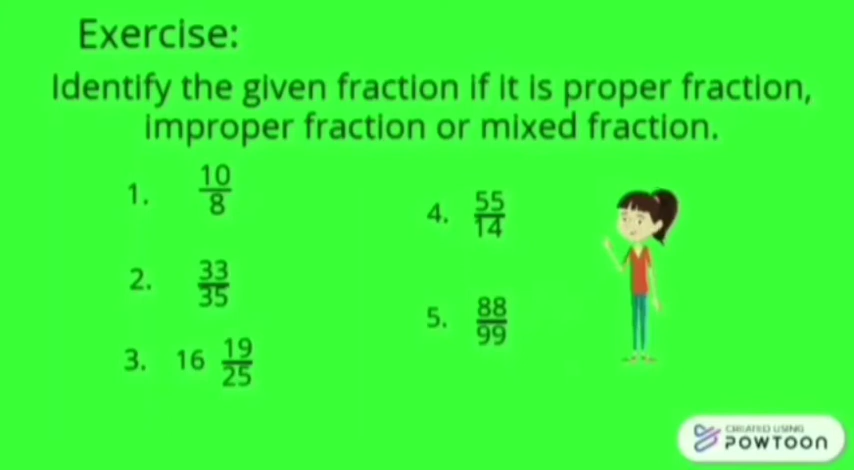 Exercise:
Identify the given fraction if it is proper fraction,
improper fraction or mixed fraction.
1. 10/8
2. 33/35
3. 16 19/25
4. 55/14
5. 88/99
CREATED USING
POWTOON